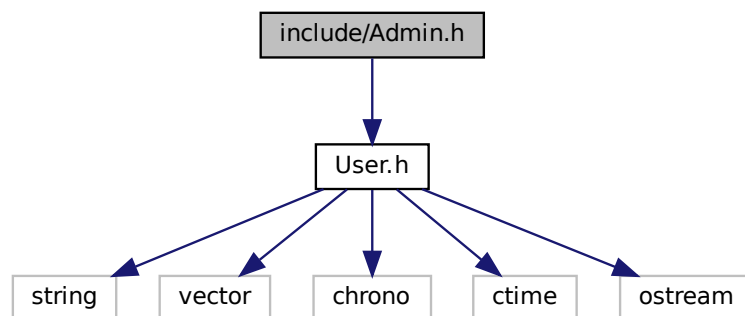 include/Admin.h
User.h
string
vector
chrono
ctime
ostream